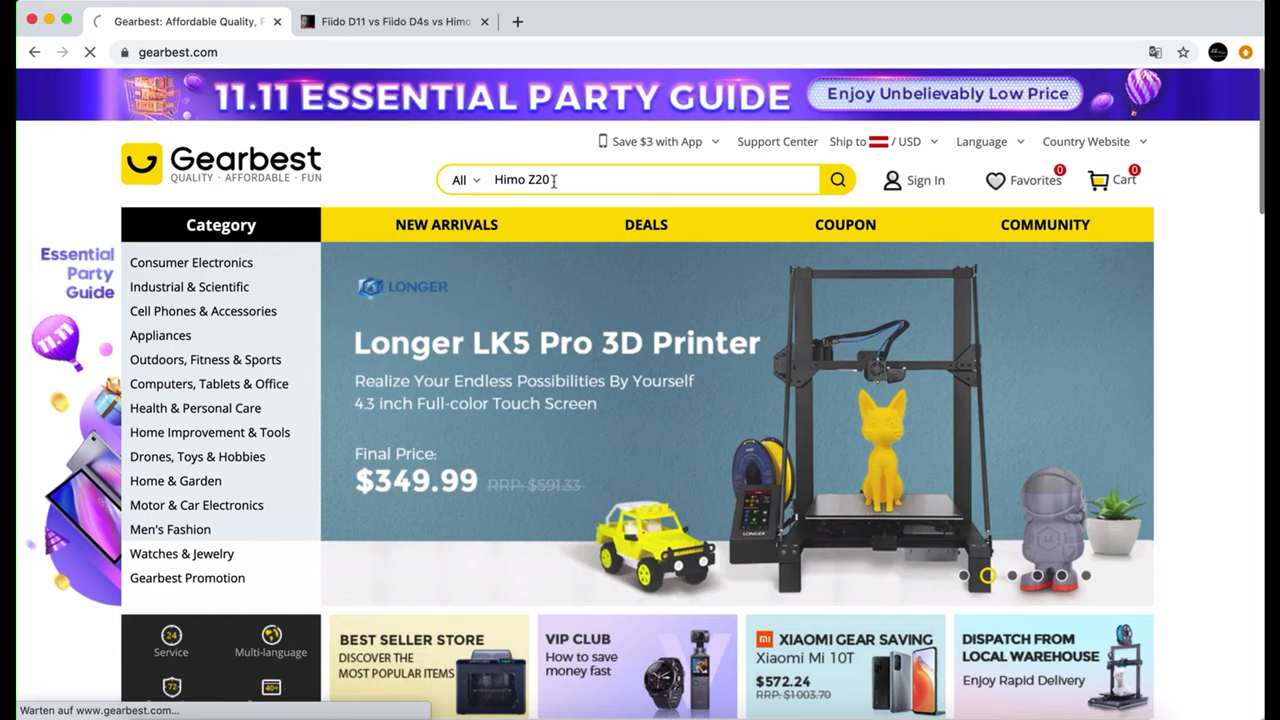 Gearbest: Affordable Quality, F
Fiido D11 vs Fiido D4s vs Himo
gearbest.com
11.11 ESSENTIAL PARTY GUIDE
Enjoy Unbelievably Low Price
Save $3 with App
Support Center
Ship to / USD
Language
Country Website
Gearbest
QUALITY · AFFORDABLE · FUN
All
Himo Z20
Sign In
Favorites
0
Cart
0
Category
NEW ARRIVALS
DEALS
COUPON
COMMUNITY
Essential
Party
Guide
11.11
Consumer Electronics
Industrial & Scientific
Cell Phones & Accessories
Appliances
Outdoors, Fitness & Sports
Computers, Tablets & Office
Health & Personal Care
Home Improvement & Tools
Drones, Toys & Hobbies
Home & Garden
Motor & Car Electronics
Men's Fashion
Watches & Jewelry
Gearbest Promotion
LONGER
Longer LK5 Pro 3D Printer
Realize Your Endless Possibilities By Yourself
4.3 inch Full-color Touch Screen
Final Price:
$349.99 RRP: $591.33
LONGER
24
Service
Multi-language
72
40+
BEST SELLER STORE
DISCOVER THE
MOST POPULAR ITEMS
VIP CLUB
How to save
money fast
XIAOMI GEAR SAVING
Xiaomi Mi 10T
$572.24
RRP: $1003.70
DISPATCH FROM
LOCAL WAREHOUSE
Enjoy Rapid Delivery
Warten auf www.gearbest.com...